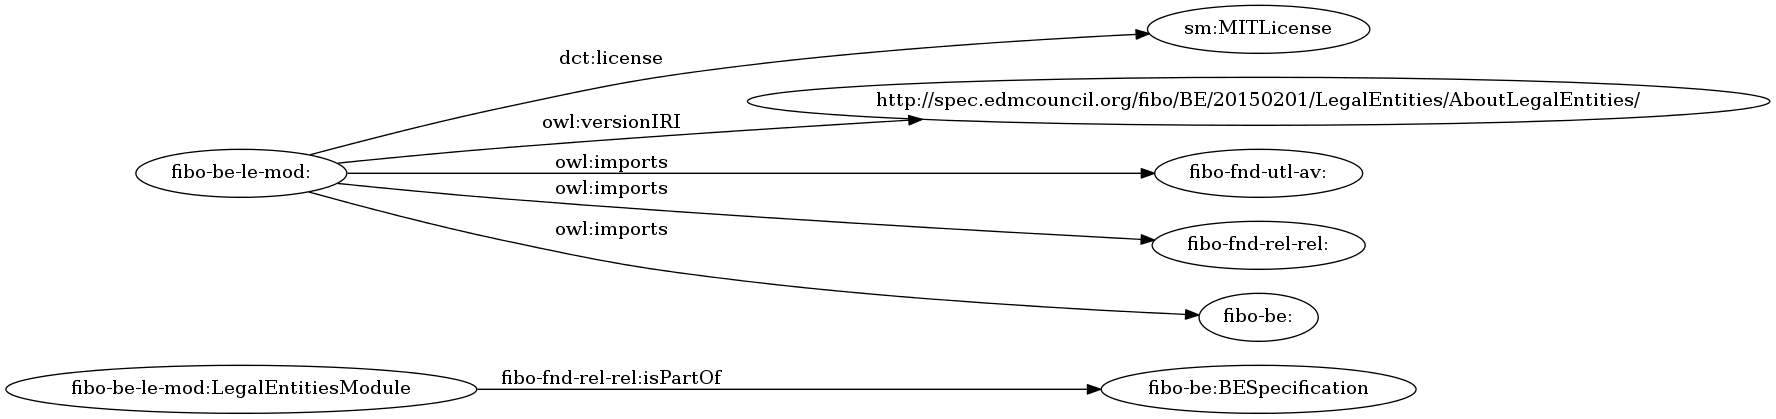 sm:MITLicense
dct:license
http://spec.edmcouncil.org/fibo/BE/20150201/LegalEntities/AboutLegalEntities/
owl:versionIRI
owl:imports
fibo-be-le-mod:
fibo-fnd-utl-av:
owl:imports
owl:imports
fibo-fnd-rel-rel:
fibo-be:
fibo-fnd-rel-rel:isPartOf
fibo-be-le-mod:LegalEntitiesModule
fibo-be:BESpecification